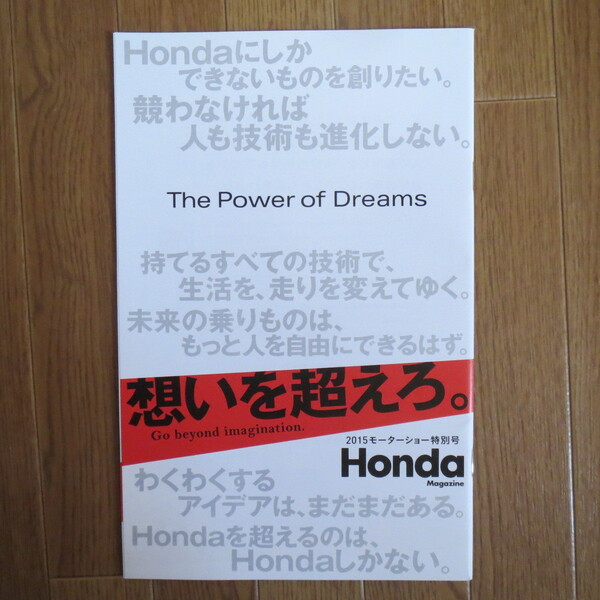 Hondaにしか
できないものを創りたい。
競わなければ
人も技術も進化しない。
The Power of Dreams
持てるすべての技術で、
生活を、走りを変えてゆく。
未来の乗りものは、
もっと人を自由にできるはず。
想いを超えろ。
Go beyond imagination.
2015モーターショー特別号
Honda
Magazine
わくわくする
アイデアは、まだまだある。
Hondaを超えるのは、
Hondaしかない。